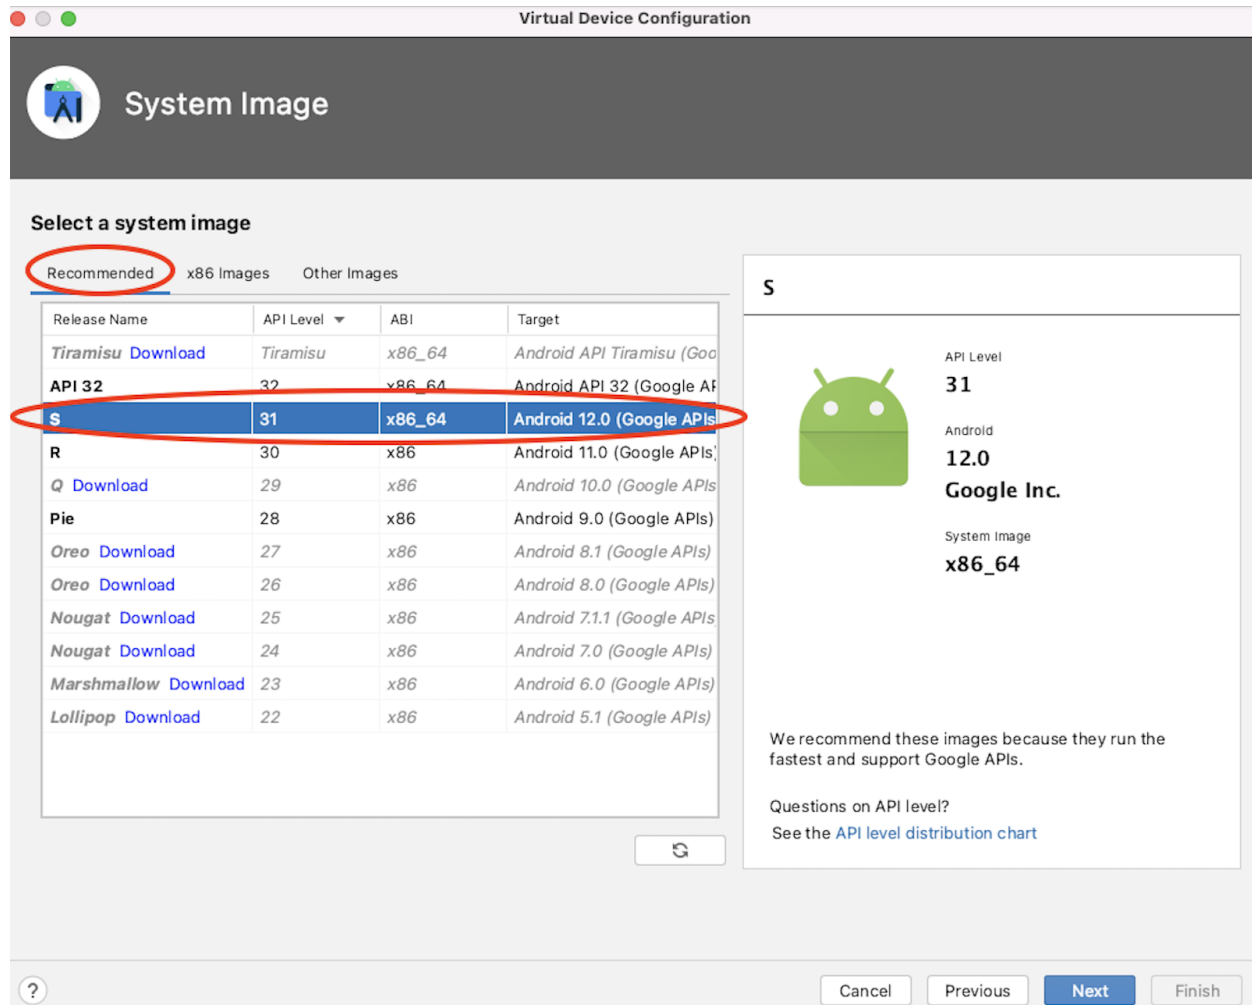 Virtual Device Configuration
System Image
Select a system image
Recommended x86 Images Other Images
Release Name API Level ABI Target
Tiramisu Download Tiramisu x86_64 Android API Tiramisu (Goo
API 32 32 x86_64 Android API 32 (Google AP
S 31 x86_64 Android 12.0 (Google APIs
R 30 x86 Android 11.0 (Google APIs)
Q Download 29 x86 Android 10.0 (Google APIs
Pie 28 x86 Android 9.0 (Google APIs)
Oreo Download 27 x86 Android 8.1 (Google APIs)
Oreo Download 26 x86 Android 8.0 (Google APIs)
Nougat Download 25 x86 Android 7.1.1 (Google APIs
Nougat Download 24 x86 Android 7.0 (Google APIs)
Marshmallow Download 23 x86 Android 6.0 (Google APIs)
Lollipop Download 22 x86 Android 5.1 (Google APIs)
S
API Level
31
Android
12.0
Google Inc.
System Image
x86_64
We recommend these images because they run the
fastest and support Google APIs.
Questions on API level?
See the API level distribution chart
? Cancel Previous Next Finish